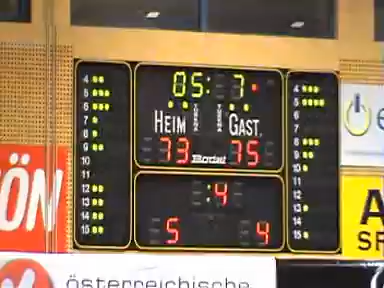 05: 7
HEIM GAST
73 Bodet 75
:4
5 4
4 4
5 5
6 6
7 7
8 8
9 9
10 10
11 11
12 12
13 13
14 14
15 15
ÖN
e
A
SP
österreichische